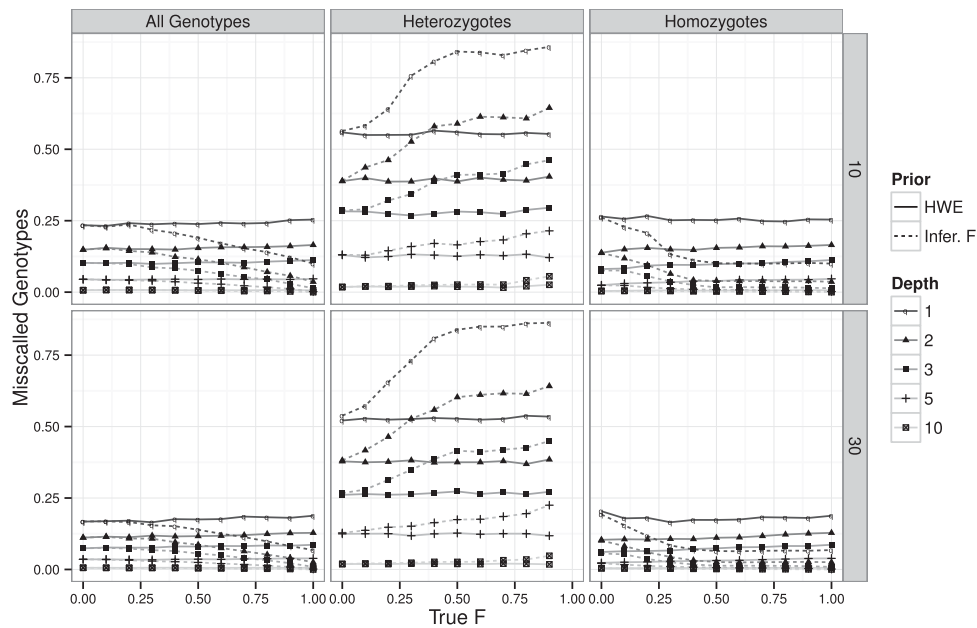 All Genotypes Heterozygotes Homozygotes
0.75
0.50
0.25
0.00
10
0.75
0.50
0.25
0.00
30
Misscalled Genotypes
0.00 0.25 0.50 0.75 1.00 0.00 0.25 0.50 0.75 1.00 0.00 0.25 0.50 0.75 1.00
True F
Prior
HWE
Infer. F
Depth
1
2
3
5
10